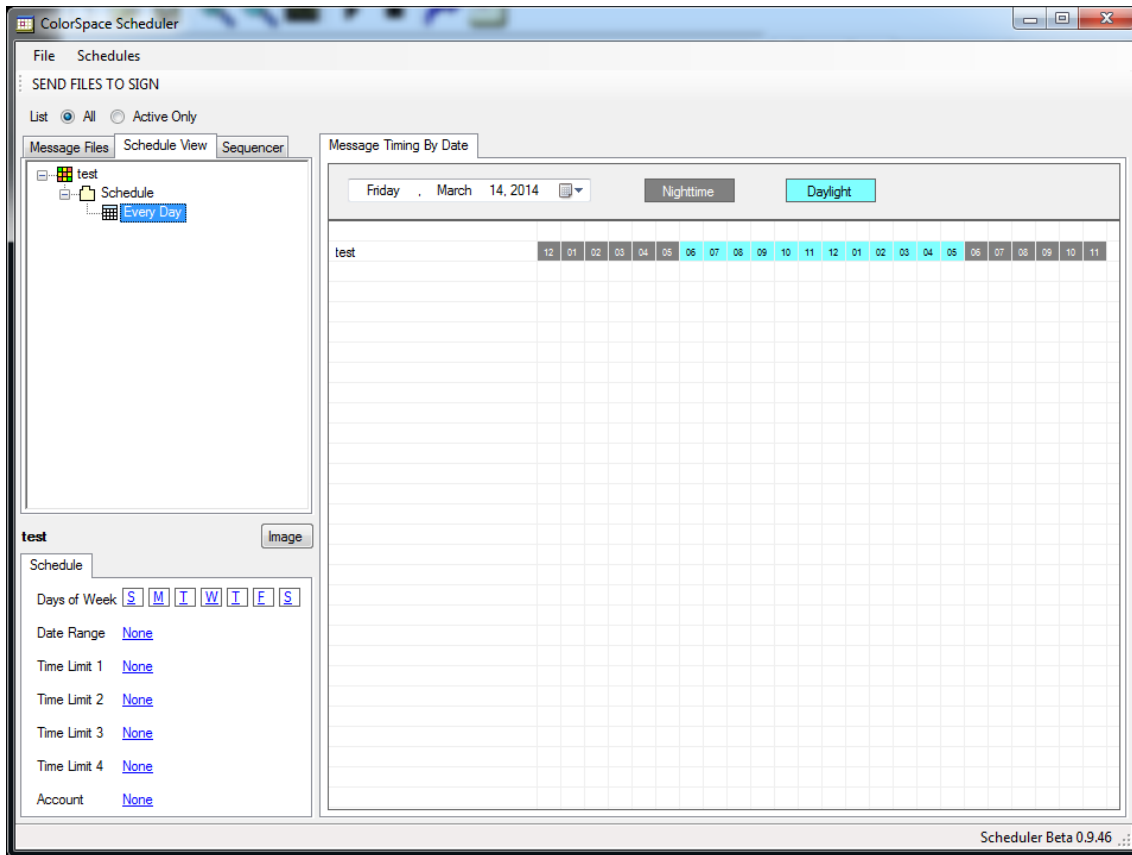 ColorSpace Scheduler
File Schedules
SEND FILES TO SIGN
List All Active Only
Message Files Schedule View Sequencer
test
Schedule
Every Day
test Image
Schedule
Days of Week S M T W T F S
Date Range None
Time Limit 1 None
Time Limit 2 None
Time Limit 3 None
Time Limit 4 None
Account None
Message Timing By Date
Friday , March 14, 2014 Nighttime Daylight
test 12 01 02 03 04 05 06 07 08 09 10 11 12 01 02 03 04 05 06 07 08 09 10 11
Scheduler Beta 0.9.46